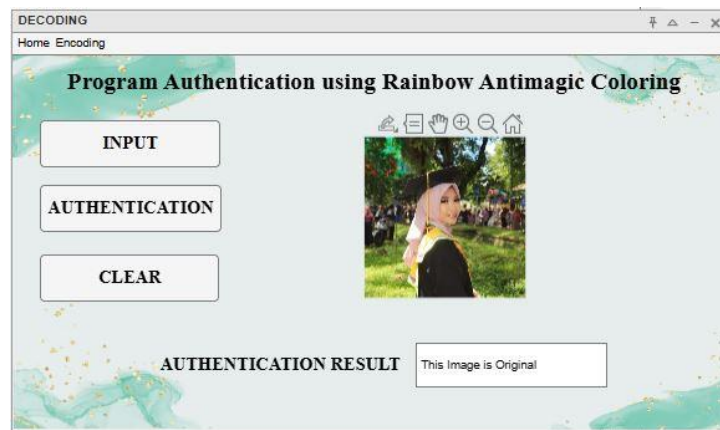 DECODING
Home Encoding
Program Authentication using Rainbow Antimagic Coloring
INPUT
AUTHENTICATION
CLEAR
AUTHENTICATION RESULT This Image is Original